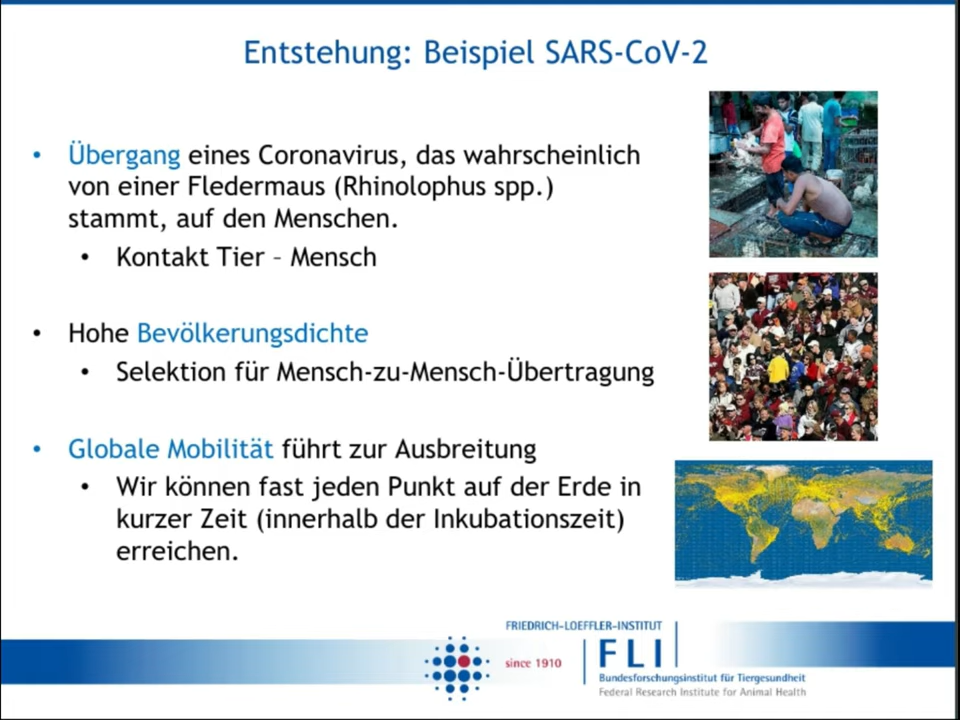 Entstehung: Beispiel SARS-CoV-2
• Übergang eines Coronavirus, das wahrscheinlich
von einer Fledermaus (Rhinolophus spp.)
stammt, auf den Menschen.
• Kontakt Tier – Mensch
• Hohe Bevölkerungsdichte
• Selektion für Mensch-zu-Mensch-Übertragung
• Globale Mobilität führt zur Ausbreitung
• Wir können fast jeden Punkt auf der Erde in
kurzer Zeit (innerhalb der Inkubationszeit)
erreichen.
FRIEDRICH-LOEFFLER-INSTITUT
since 1910
FLI
Bundesforschungsinstitut für Tiergesundheit
Federal Research Institute for Animal Health